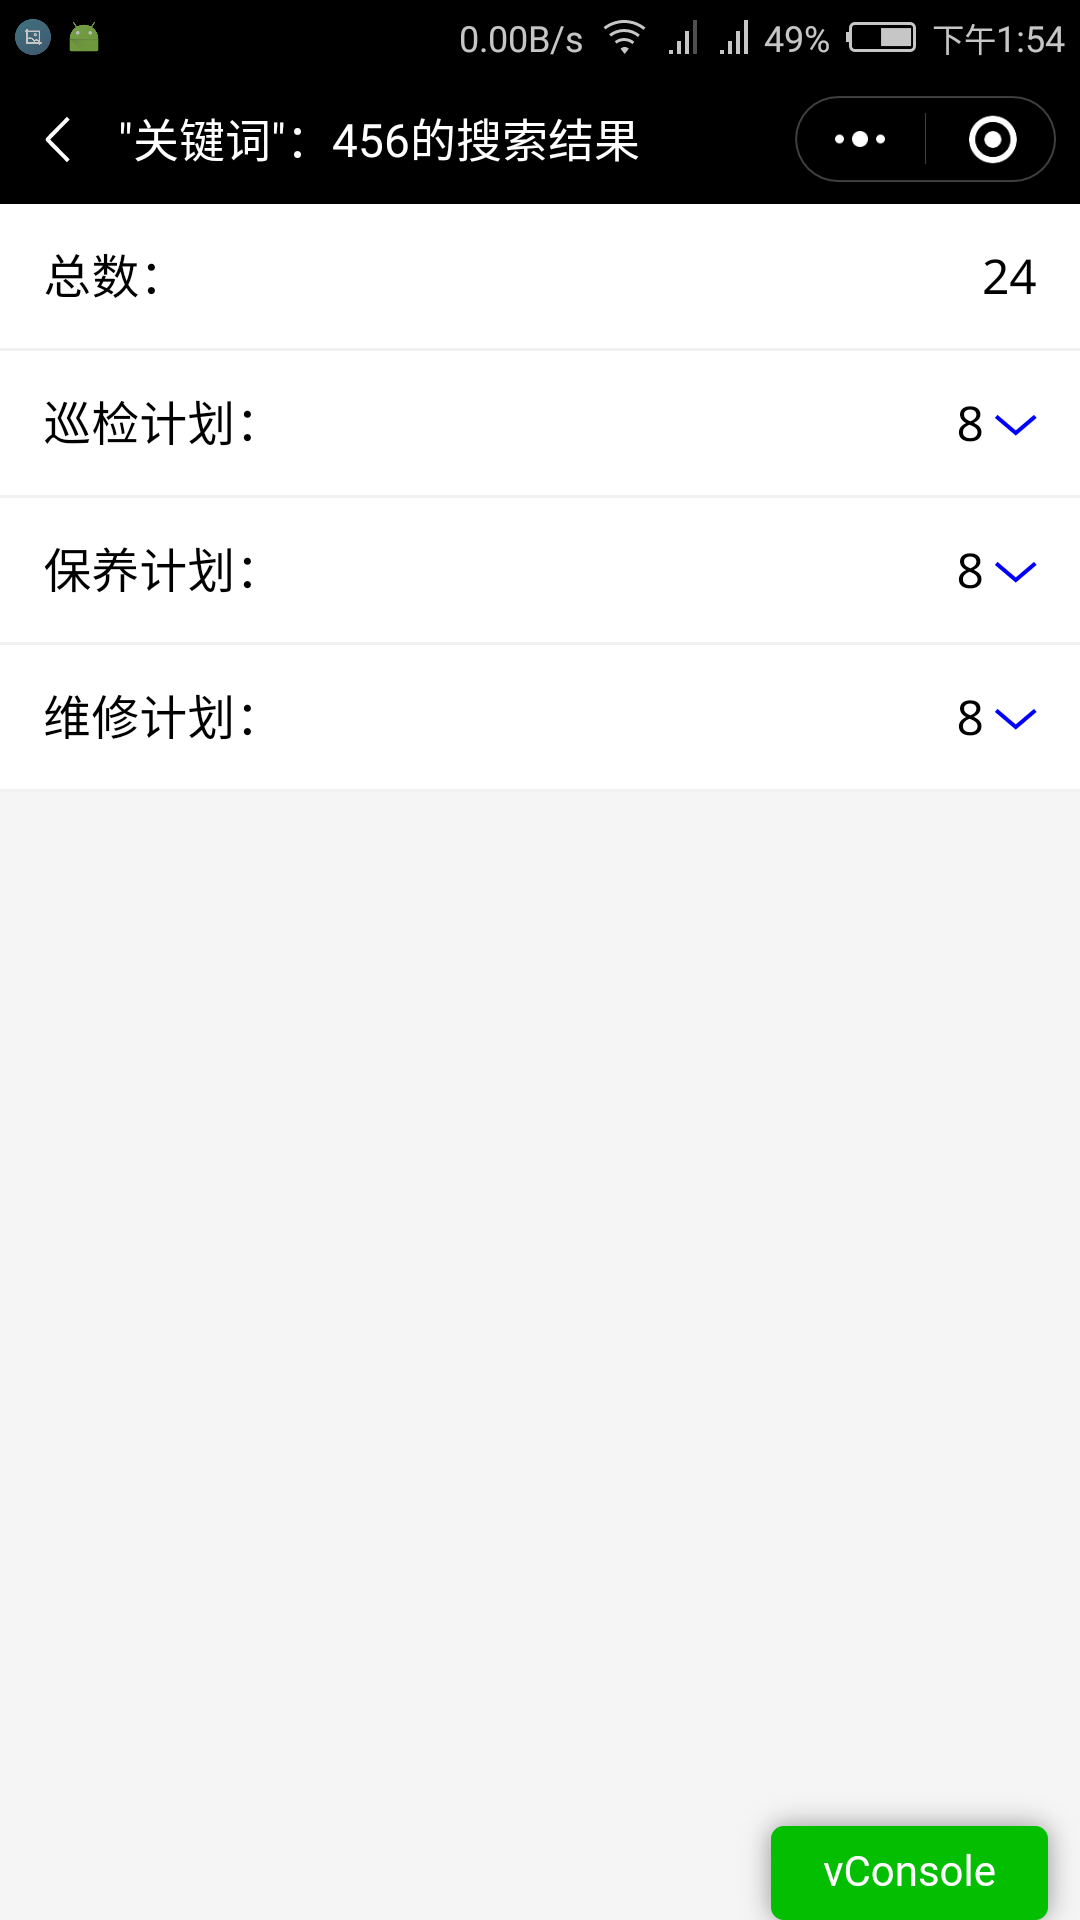 0.00B/s 49% 下午1:54
"关键词"：456的搜索结果
总数： 24
巡检计划： 8
保养计划： 8
维修计划： 8
vConsole